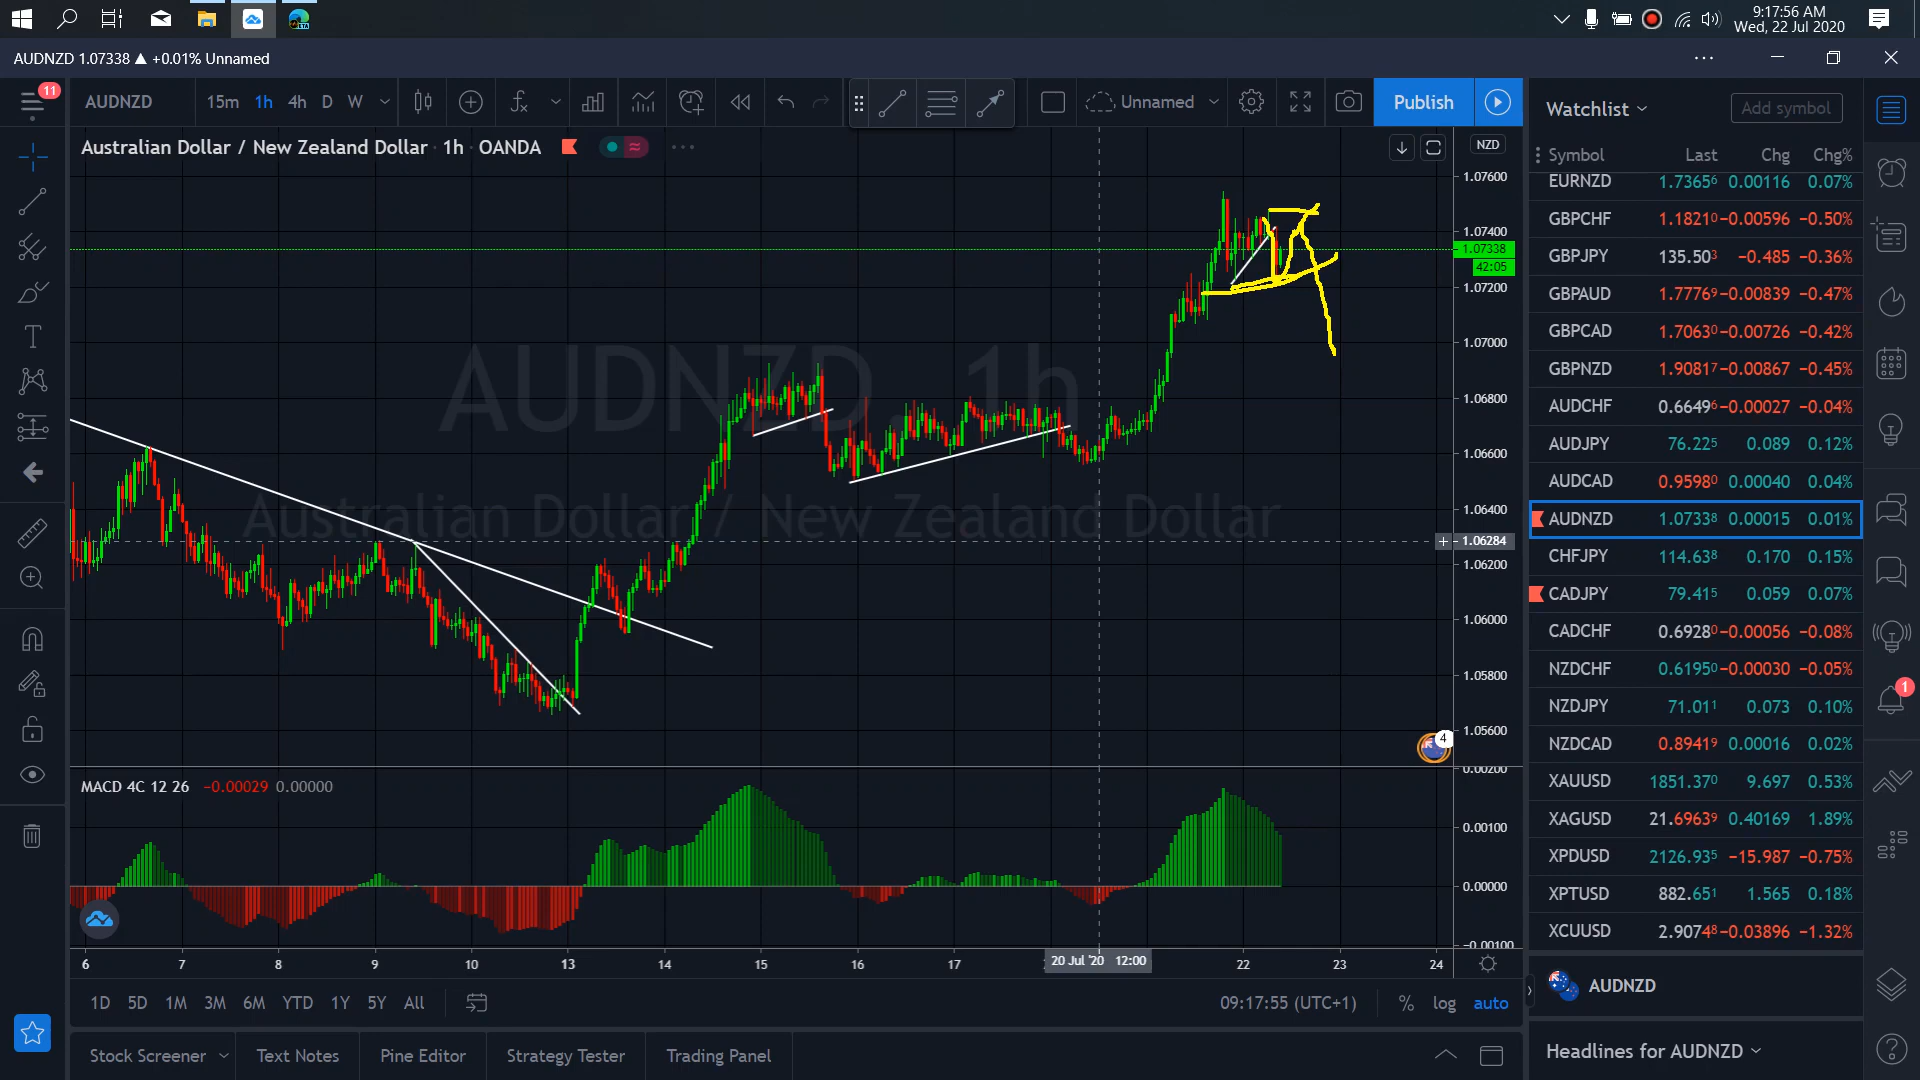 9:17:56 AM
Wed, 22 Jul 2020
AUDNZD 1.07338 ▲ +0.01% Unnamed
11
AUDNZD 15m 1h 4h D W Unnamed Publish
Watchlist Add symbol
Australian Dollar / New Zealand Dollar · 1h · OANDA
NZD
Symbol Last Chg Chg%
EURNZD 1.73656 0.00116 0.07%
GBPCHF 1.18210 −0.00596 −0.50%
GBPJPY 135.503 −0.485 −0.36%
GBPAUD 1.77769 −0.00839 −0.47%
GBPCAD 1.70630 −0.00726 −0.42%
GBPNZD 1.90817 −0.00867 −0.45%
AUDCHF 0.66496 −0.00027 −0.04%
AUDJPY 76.225 0.089 0.12%
AUDCAD 0.95980 0.00040 0.04%
AUDNZD 1.07338 0.00015 0.01%
CHFJPY 114.638 0.170 0.15%
CADJPY 79.415 0.059 0.07%
CADCHF 0.69280 −0.00056 −0.08%
NZDCHF 0.61950 −0.00030 −0.05%
NZDJPY 71.011 0.073 0.10%
NZDCAD 0.89419 0.00016 0.02%
XAUUSD 1851.370 9.697 0.53%
XAGUSD 21.69639 0.40169 1.89%
XPDUSD 2126.935 −15.987 −0.75%
XPTUSD 882.651 1.565 0.18%
XCUUSD 2.90748 −0.03896 −1.32%
1
1.07600
1.07400
1.07338
42:05
1.07200
1.07000
1.06800
1.06600
1.06400
1.06284
1.06200
1.06000
1.05800
1.05600
AUDNZD, 1h
Australian Dollar / New Zealand Dollar
4
MACD 4C 12 26 −0.00029 0.00000
0.00200
0.00100
0.00000
−0.00100
6 7 8 9 10 13 14 15 16 17 20 Jul '20 12:00 22 23 24
1D 5D 1M 3M 6M YTD 1Y 5Y All
09:17:55 (UTC+1) % log auto
AUDNZD
Stock Screener Text Notes Pine Editor Strategy Tester Trading Panel
Headlines for AUDNZD